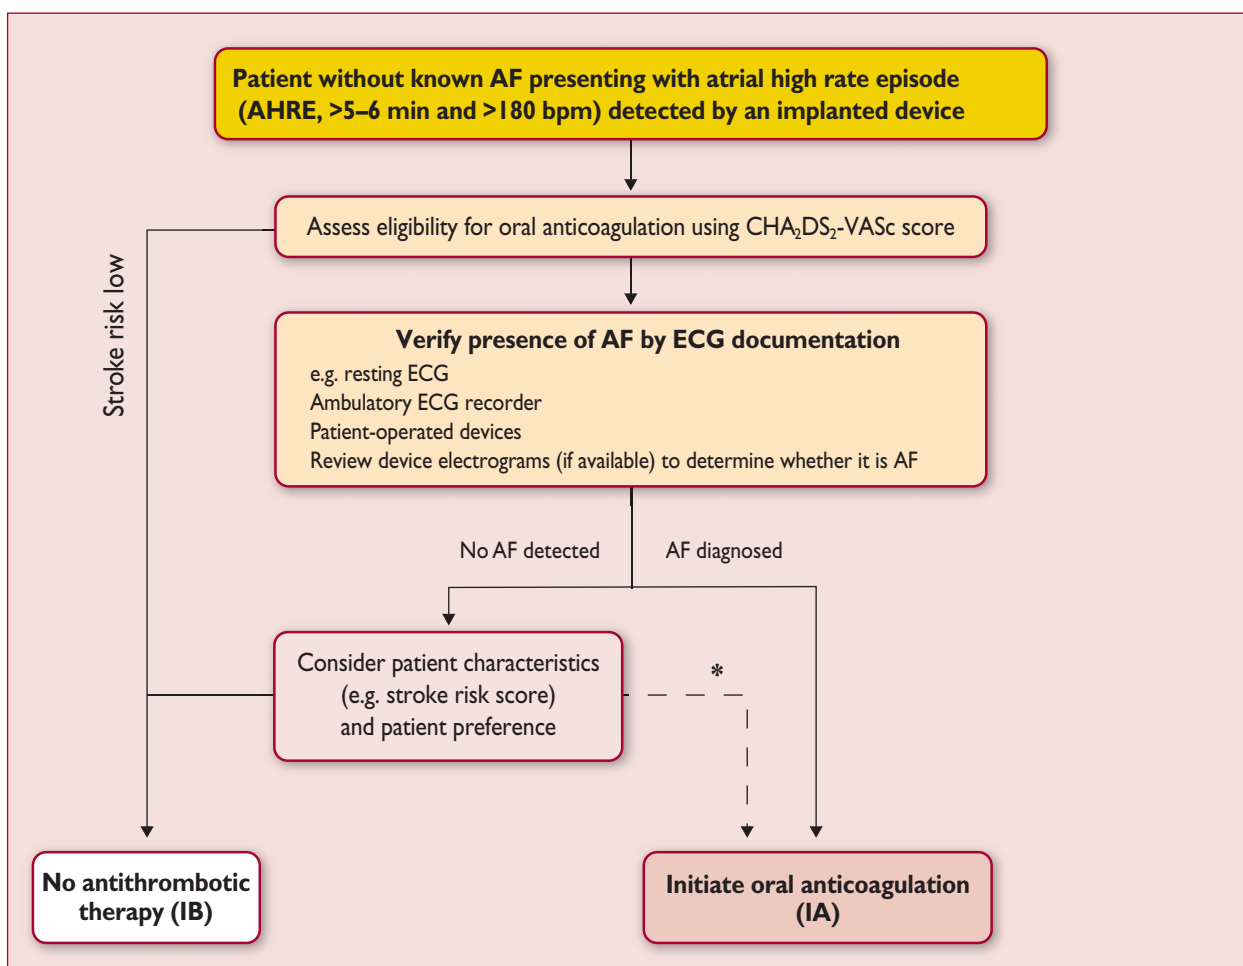 Patient without known AF presenting with atrial high rate episode
(AHRE, >5–6 min and >180 bpm) detected by an implanted device
Assess eligibility for oral anticoagulation using CHA₂DS₂-VASc score
Stroke risk low
Verify presence of AF by ECG documentation
e.g. resting ECG
Ambulatory ECG recorder
Patient-operated devices
Review device electrograms (if available) to determine whether it is AF
No AF detected
AF diagnosed
Consider patient characteristics
(e.g. stroke risk score)
and patient preference
*
No antithrombotic
therapy (IB)
Initiate oral anticoagulation
(IA)